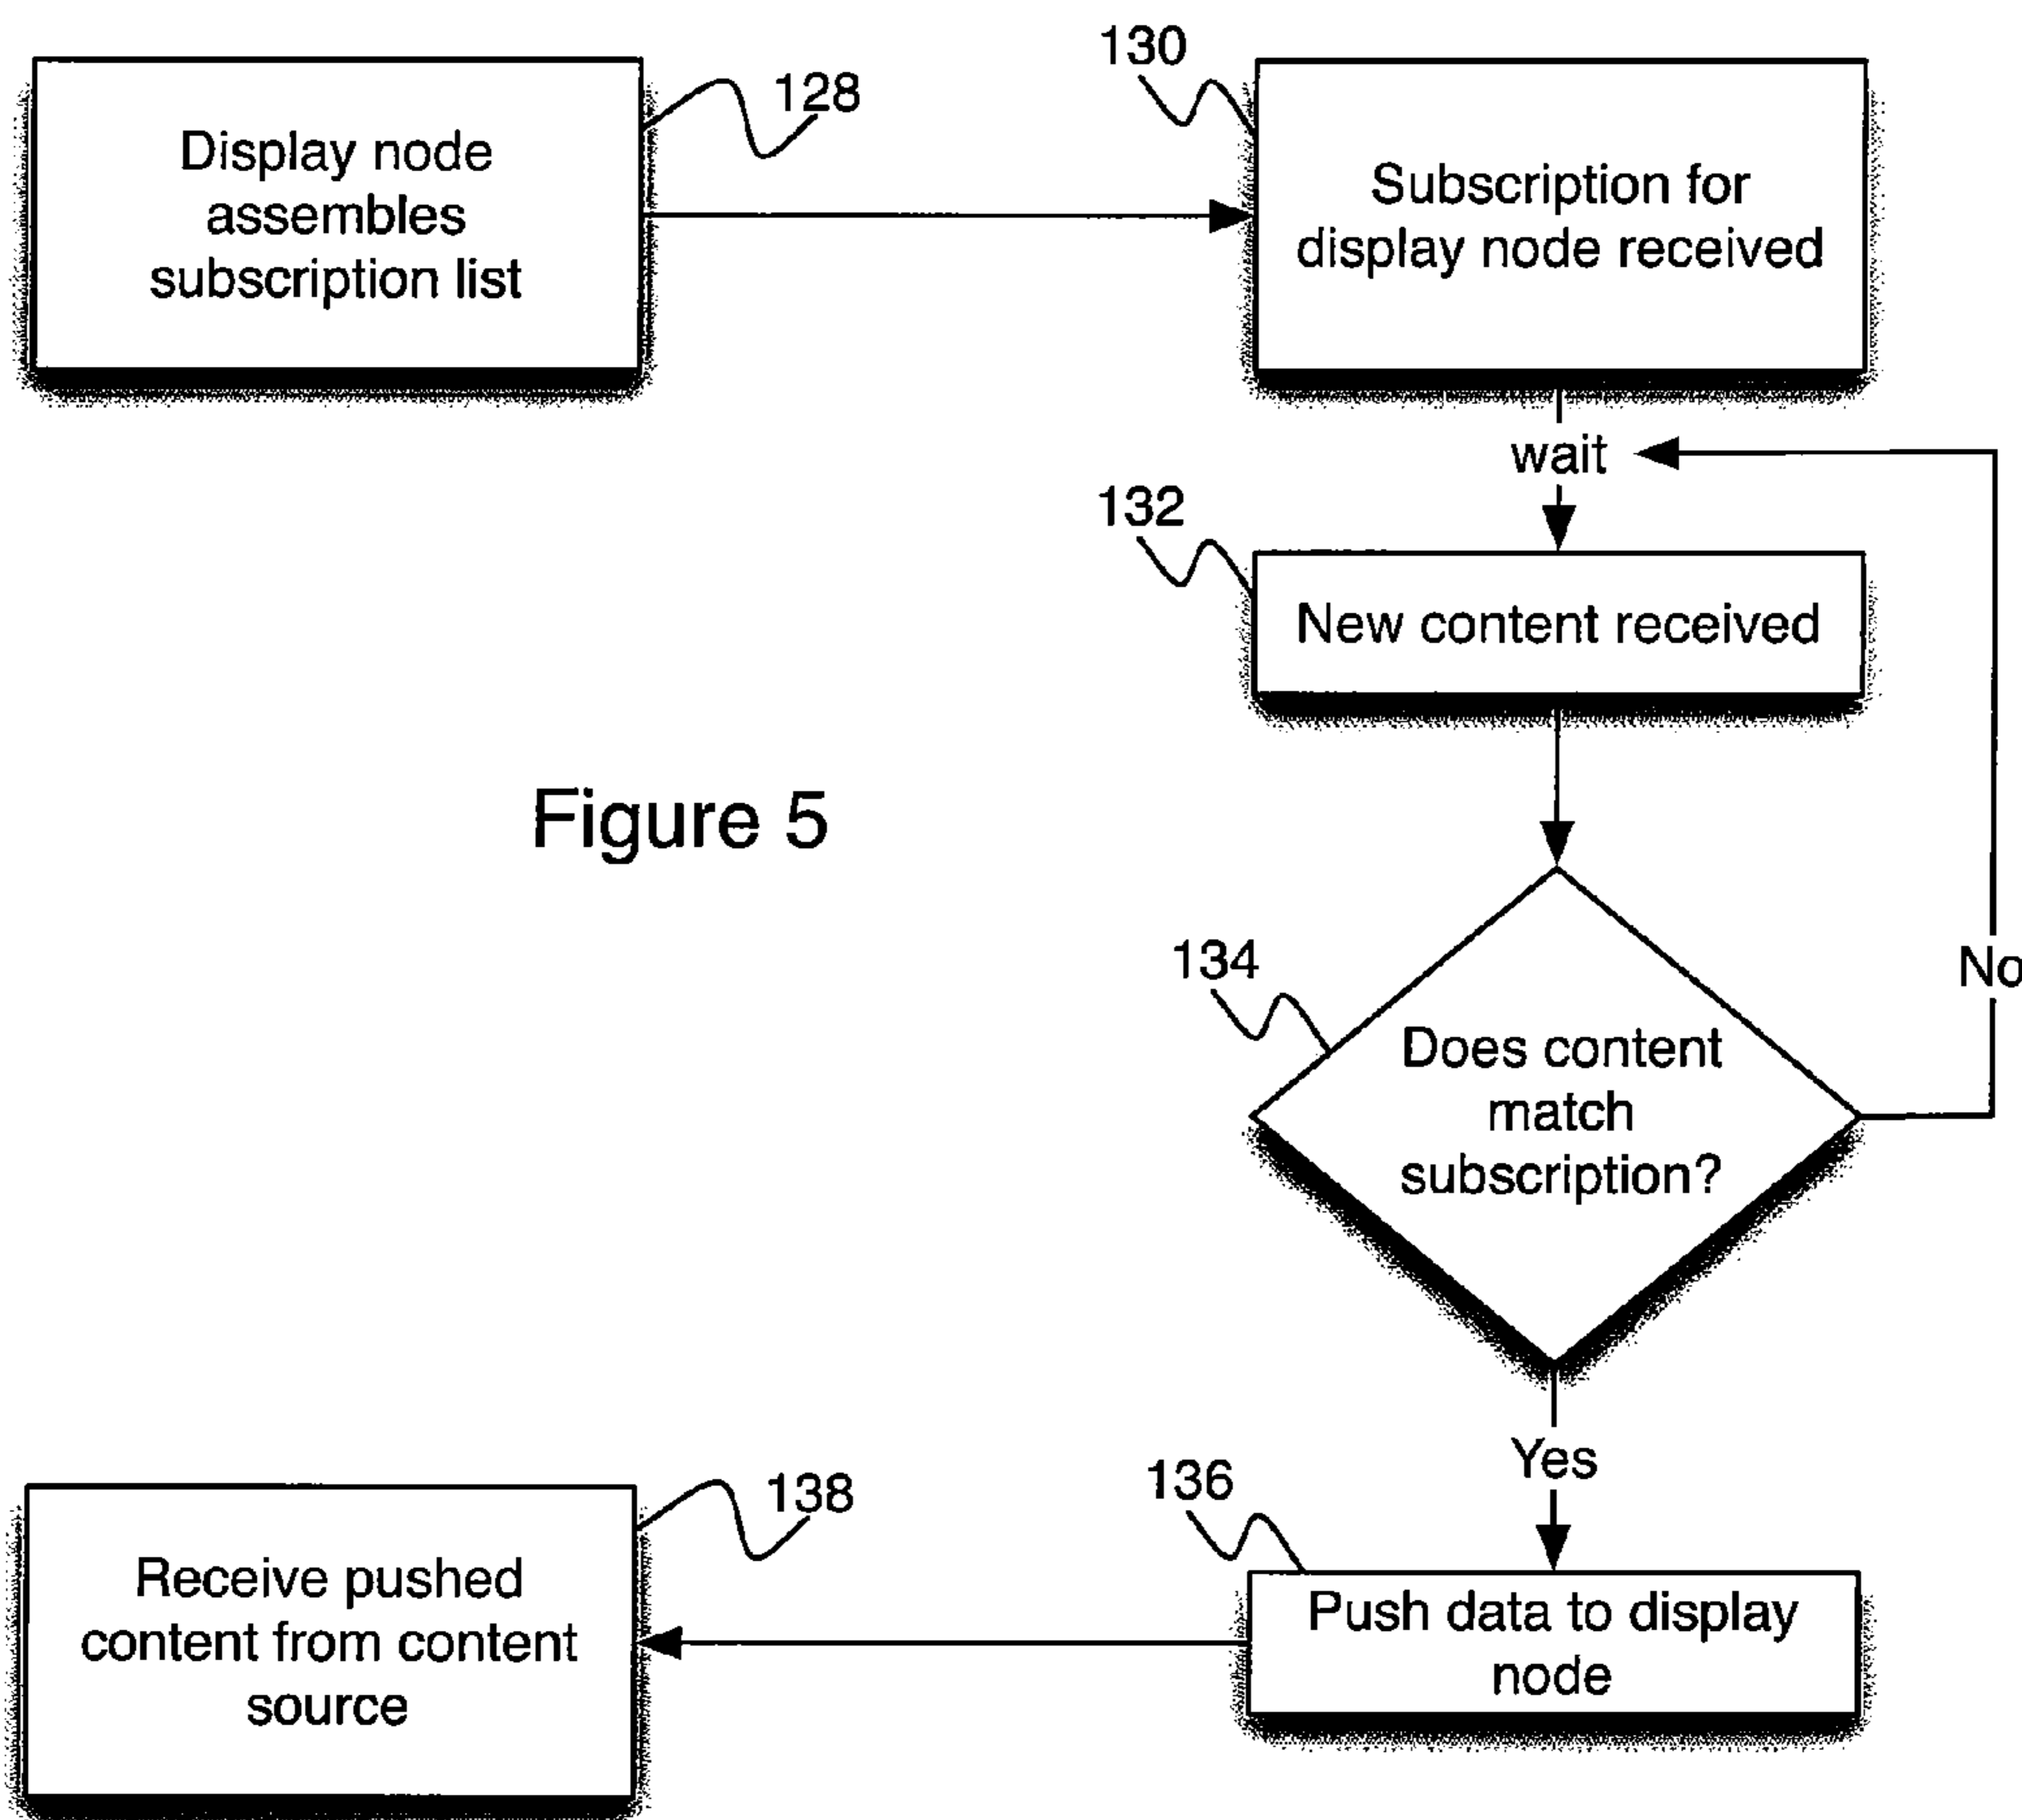 128
Display node
assembles
subscription list
130
Subscription for
display node received
wait
132
New content received
Figure 5
134
Does content
match
subscription?
No
Yes
136
Push data to display
node
138
Receive pushed
content from content
source